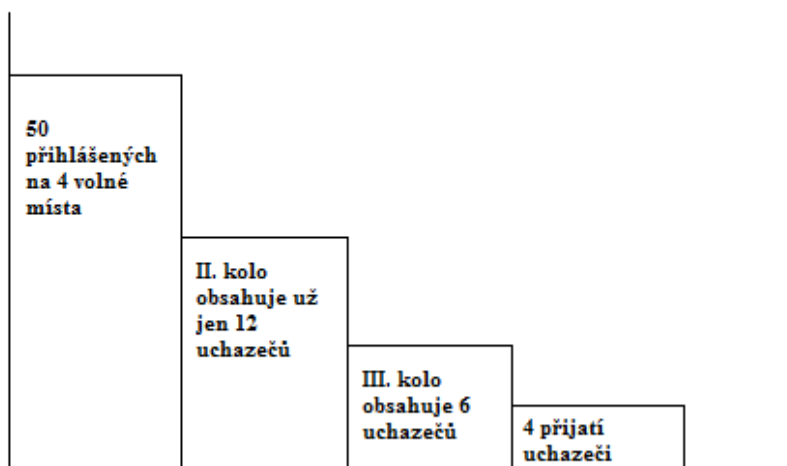 50
přihlášených
na 4 volné
místa
II. kolo
obsahuje už
jen 12
uchazečů
III. kolo
obsahuje 6
uchazečů
4 přijatí
uchazeči